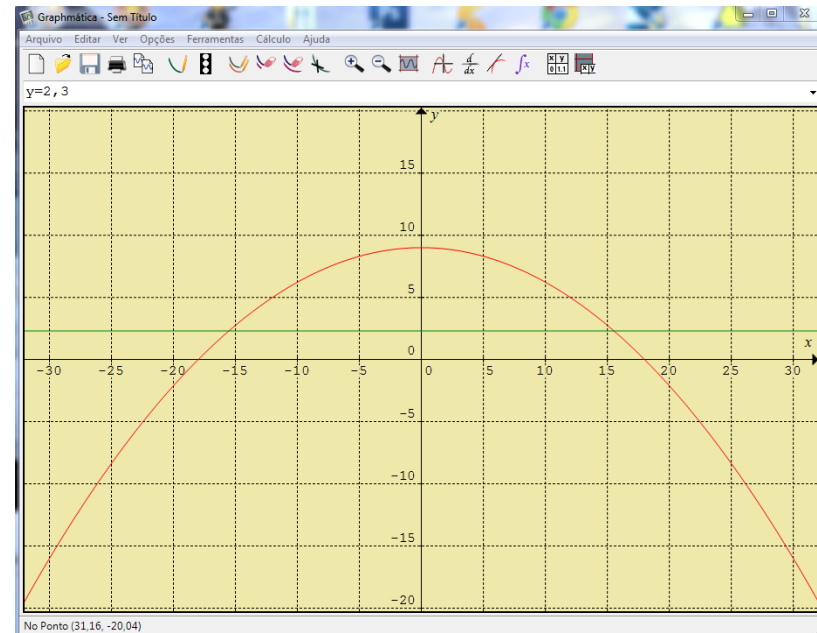 Graphmática - Sem Título
Arquivo Editar Ver Opções Ferramentas Cálculo Ajuda
y=2,3
y
15
10
5
0
x
-30 -25 -20 -15 -10 -5 0 5 10 15 20 25 30
-5
-10
-15
-20
No Ponto (31,16, -20,04)